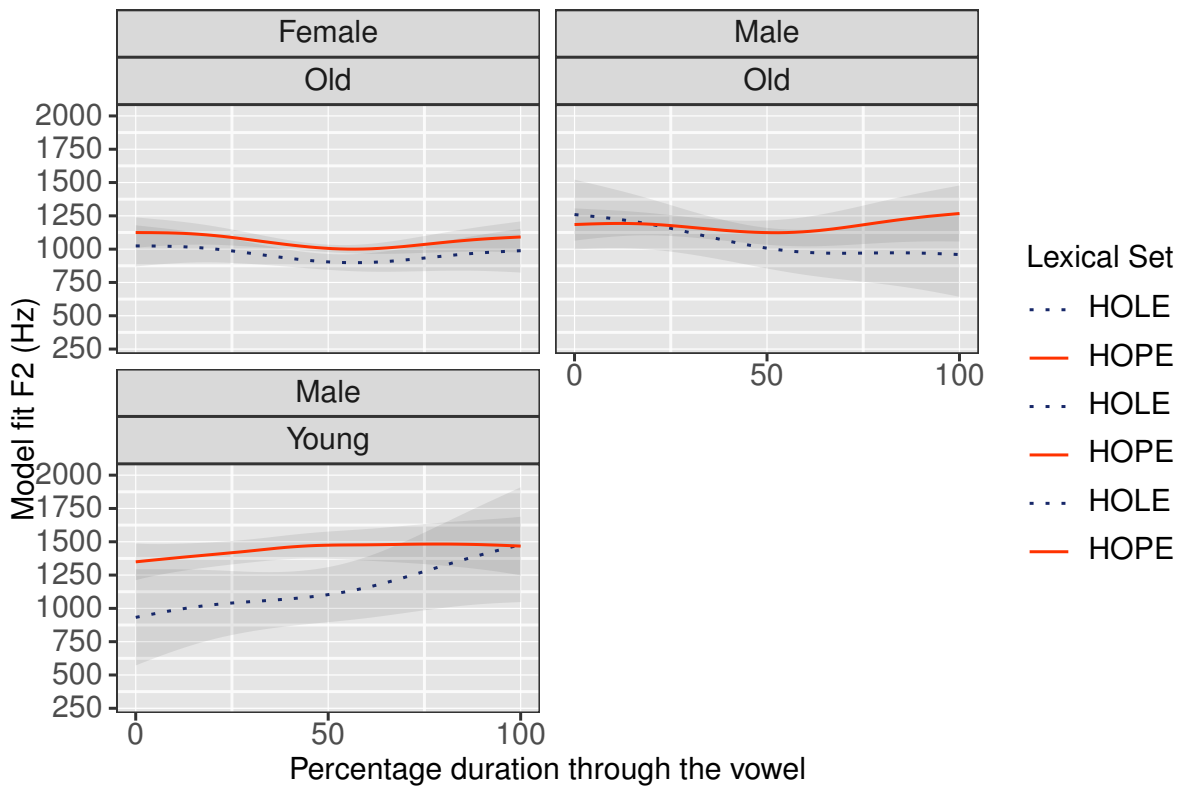 Female
Old
Male
Old
2000
1750
1500
1250
1000
750
500
250
0 50 100
Male
Young
2000
1750
1500
1250
1000
750
500
250
0 50 100
Model fit F2 (Hz)
Percentage duration through the vowel
Lexical Set
HOLE
HOPE
HOLE
HOPE
HOLE
HOPE